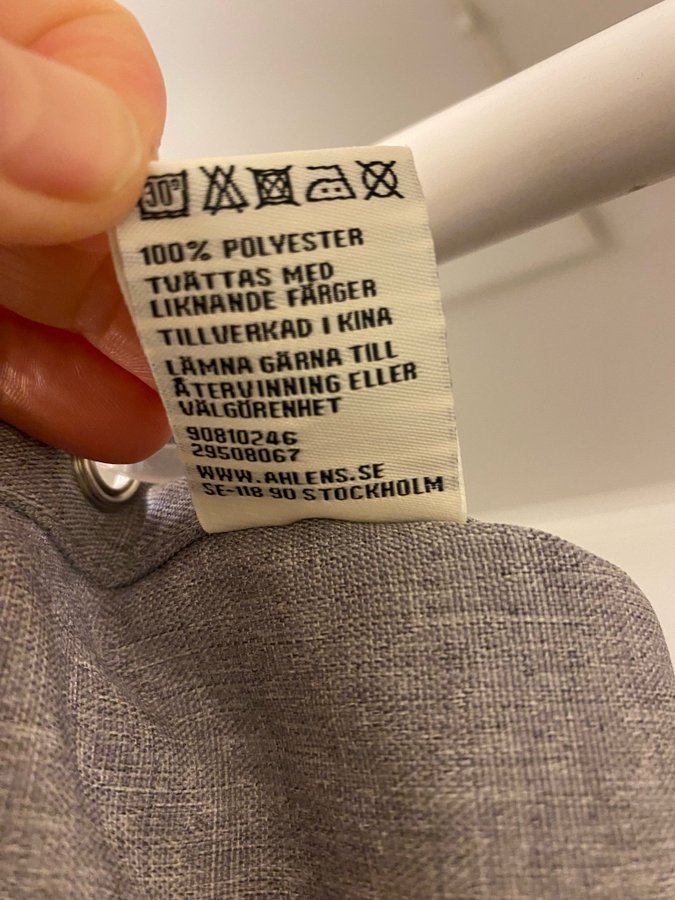 30°
100% POLYESTER
TVÄTTAS MED
LIKNANDE FÄRGER
TILLVERKAD I KINA
LÄMNA GÄRNA TILL
ÅTERVINNING ELLER
VÄLGÖRENHET
90810246
29508067
WWW.AHLENS.SE
SE-118 90 STOCKHOLM